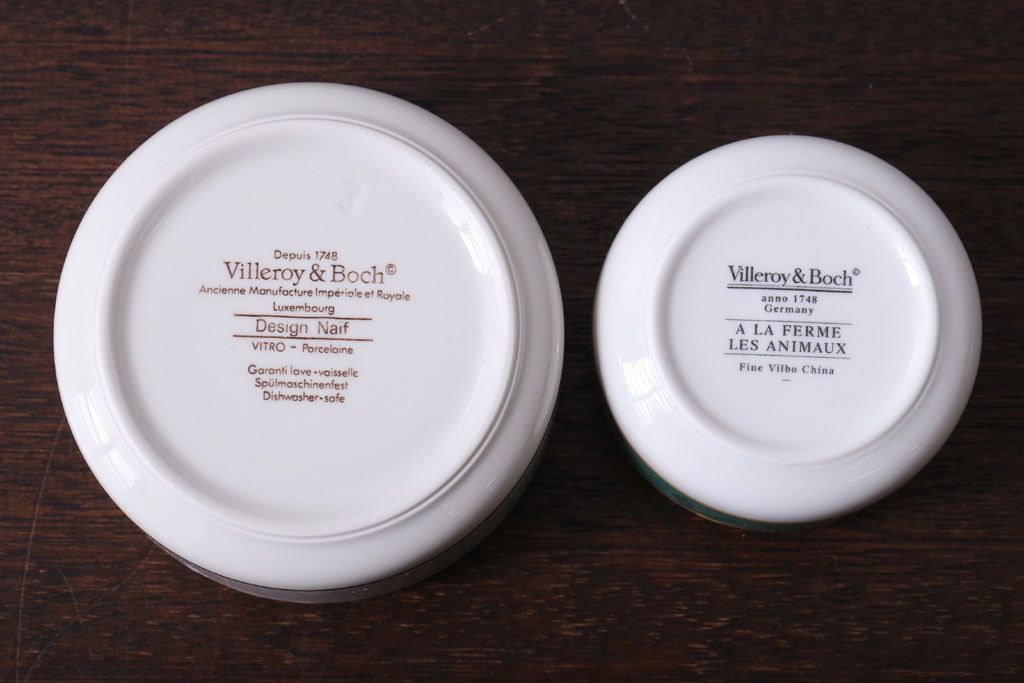 Depuis 1748
Villeroy & Boch©
Ancienne Manufacture Impériale et Royale
Luxembourg
Design Naif
VITRO - Porcelaine
Garanti lave-vaisselle
Spülmaschinenfest
Dishwasher-safe
Villeroy & Boch©
anno 1748
Germany
A LA FERME
LES ANIMAUX
Fine Vilbo China